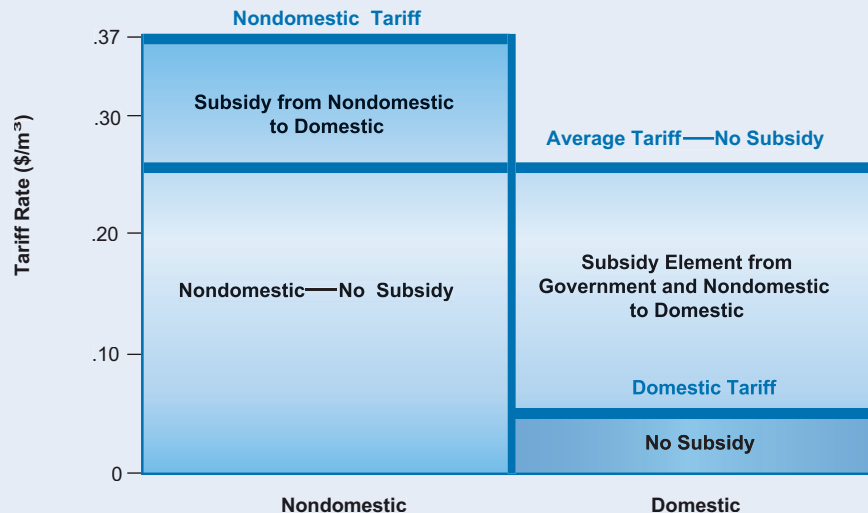 Nondomestic Tariff
.37
Subsidy from Nondomestic
to Domestic
.30
Average Tariff—No Subsidy
Tariff Rate ($/m³)
.20
Subsidy Element from
Government and Nondomestic
to Domestic
Nondomestic—No Subsidy
.10
Domestic Tariff
No Subsidy
0
Nondomestic
Domestic